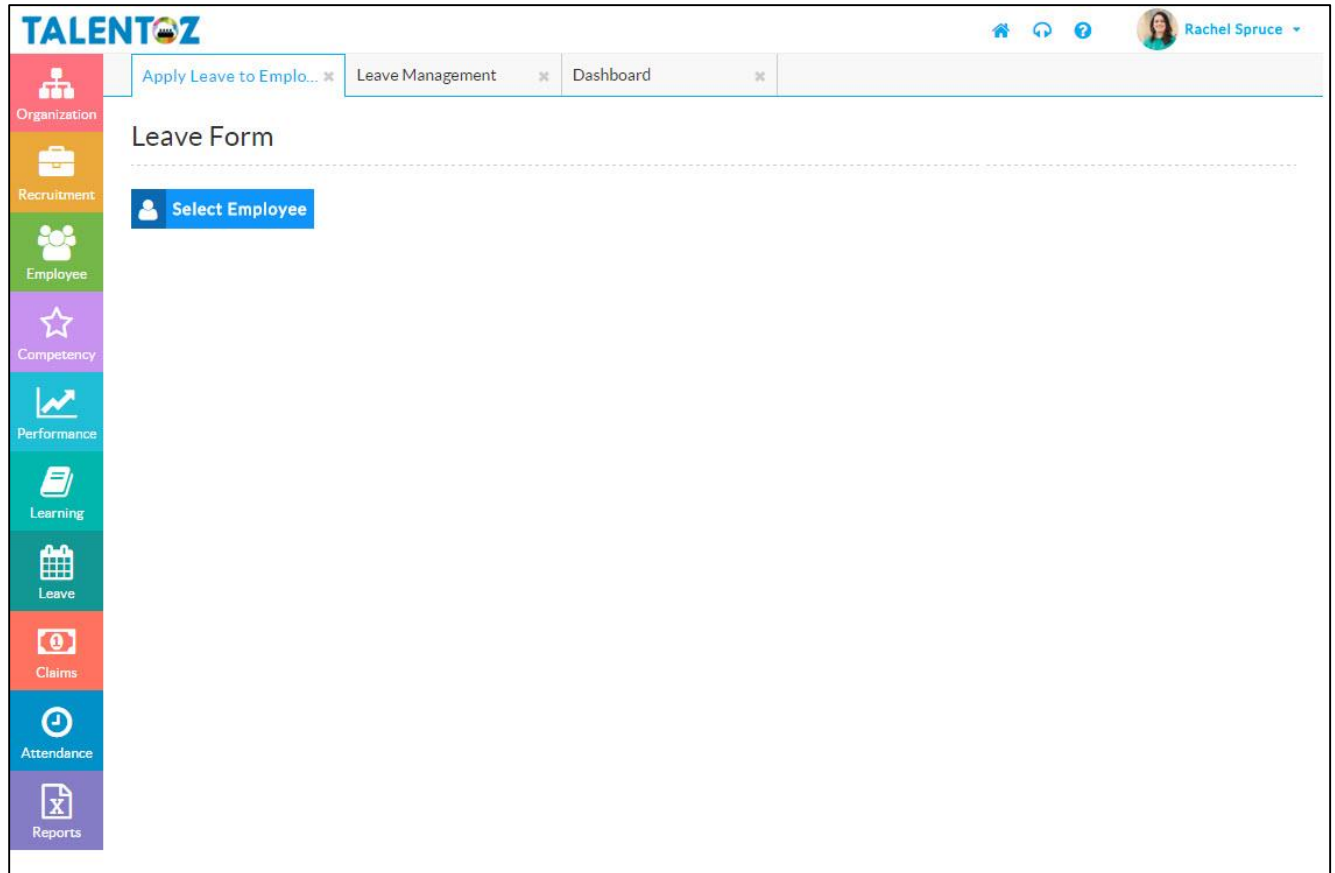 TALENTOZ
Rachel Spruce
Apply Leave to Emplo...
Leave Management
Dashboard
Organization
Leave Form
Recruitment
Select Employee
Employee
Competency
Performance
Learning
Leave
Claims
Attendance
Reports